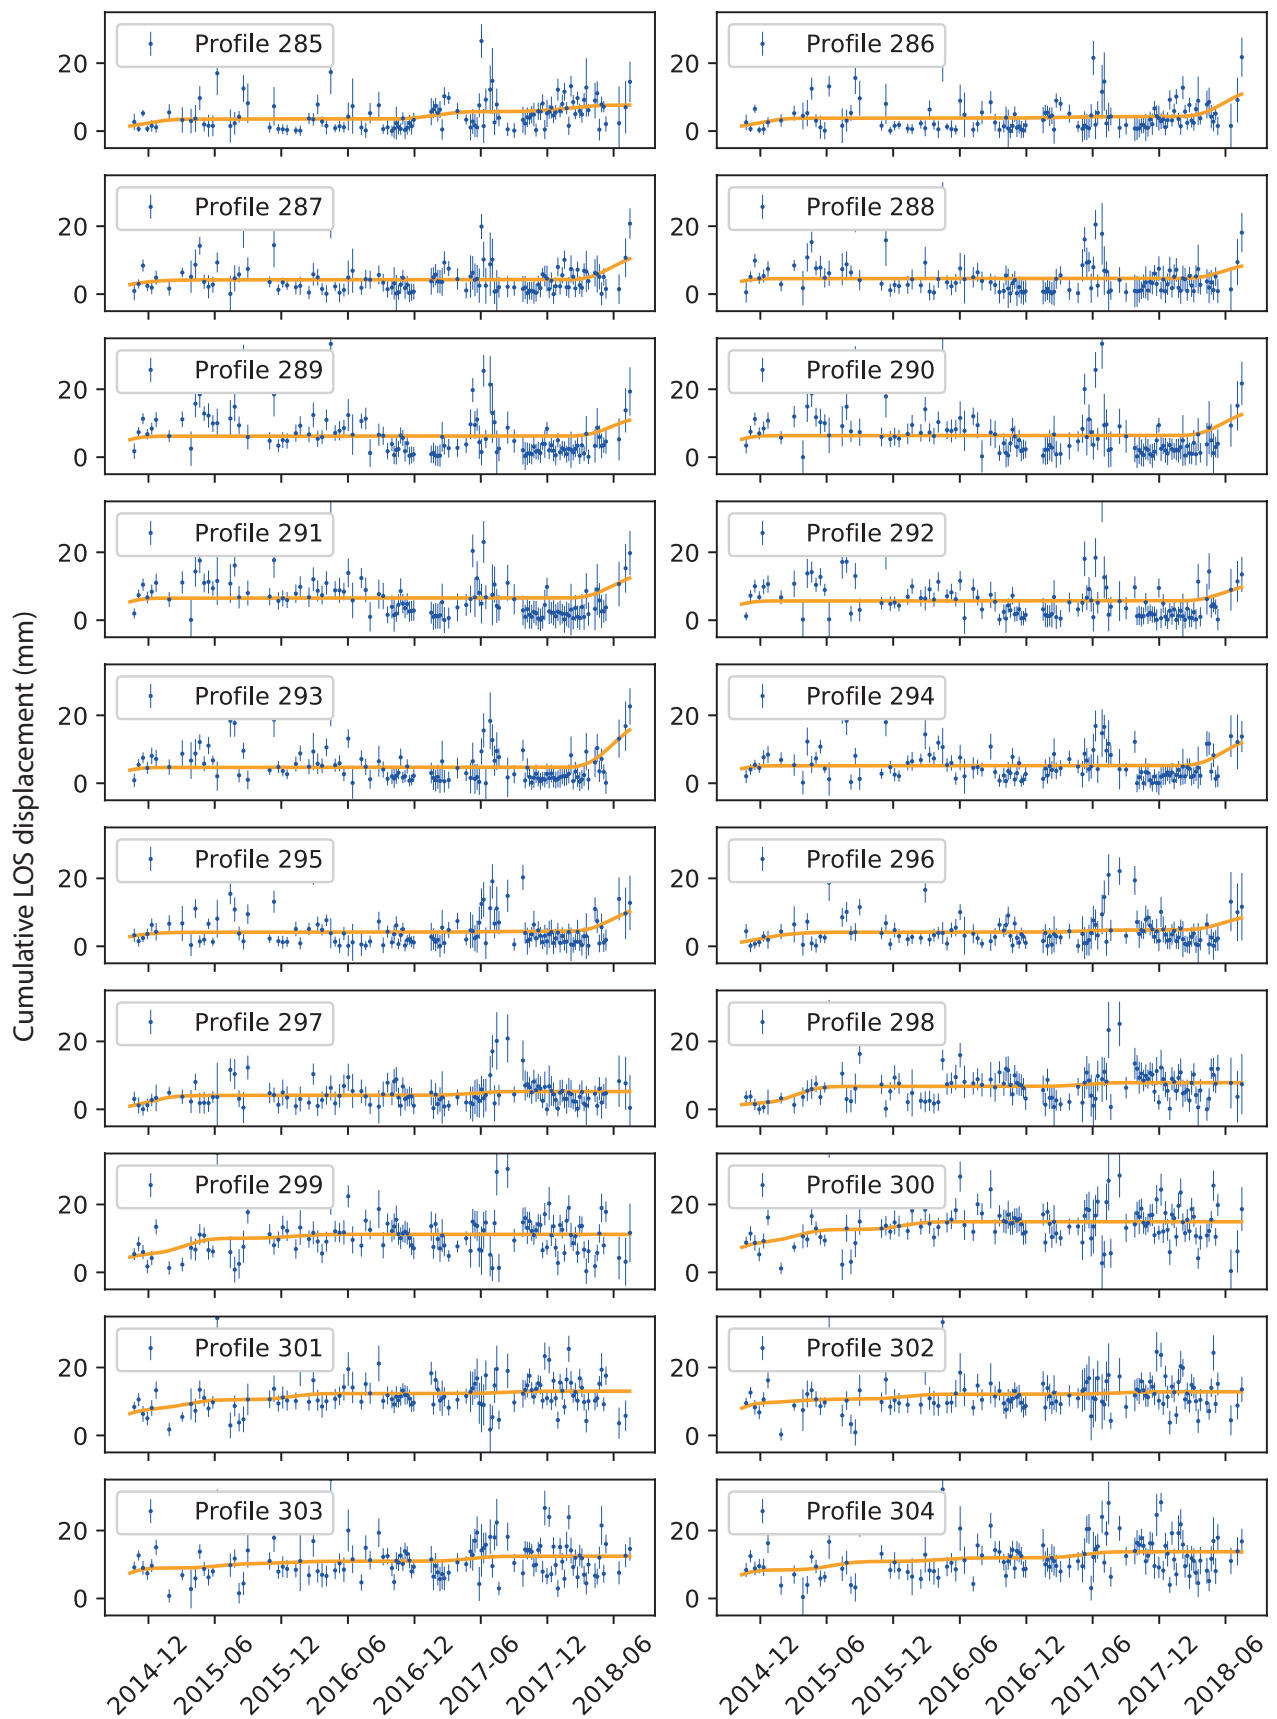 Cumulative LOS displacement (mm)
Profile 285
Profile 286
20
0
20
0
Profile 287
Profile 288
20
0
20
0
Profile 289
Profile 290
20
0
20
0
Profile 291
Profile 292
20
0
20
0
Profile 293
Profile 294
20
0
20
0
Profile 295
Profile 296
20
0
20
0
Profile 297
Profile 298
20
0
20
0
Profile 299
Profile 300
20
0
20
0
Profile 301
Profile 302
20
0
20
0
Profile 303
Profile 304
20
0
20
0
2014-12
2015-06
2015-12
2016-06
2016-12
2017-06
2017-12
2018-06
2014-12
2015-06
2015-12
2016-06
2016-12
2017-06
2017-12
2018-06